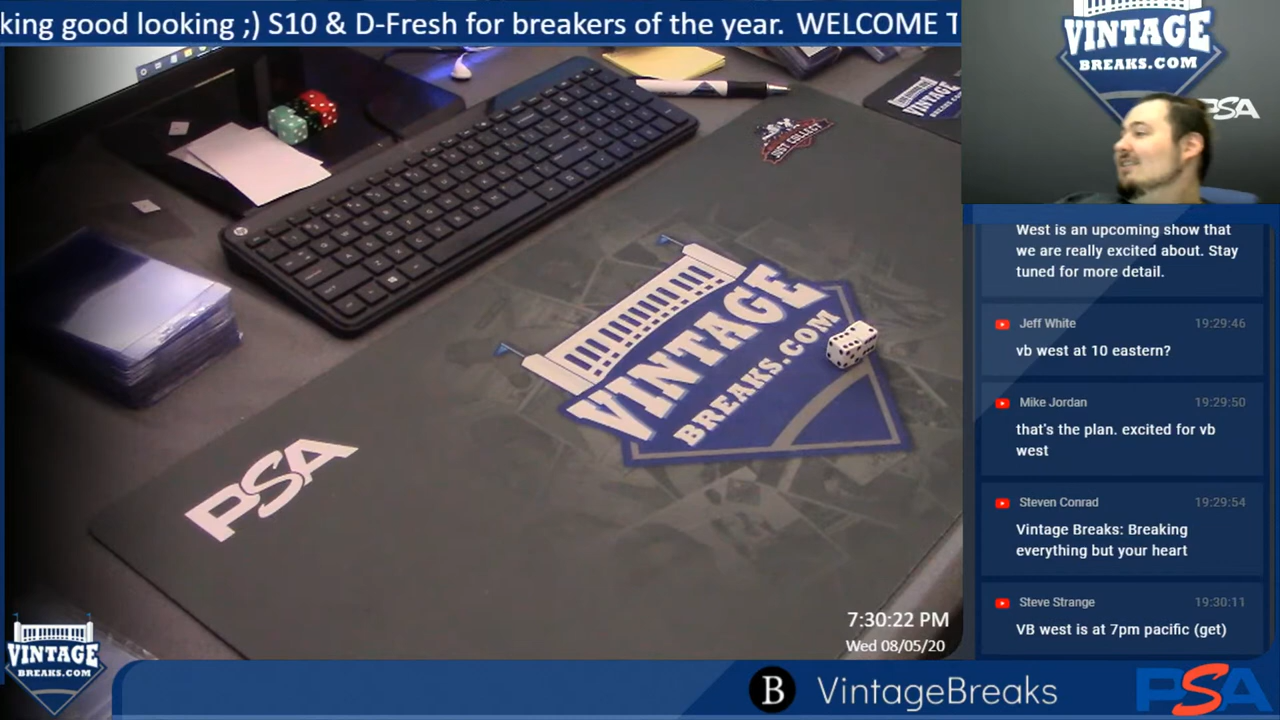 king good looking ;) S10 & D-Fresh for breakers of the year. WELCOME T
VINTAGE
BREAKS.COM
PSA
West is an upcoming show that
we are really excited about. Stay
tuned for more detail.
Jeff White 19:29:46
vb west at 10 eastern?
Mike Jordan 19:29:50
that's the plan. excited for vb
west
Steven Conrad 19:29:54
Vintage Breaks: Breaking
everything but your heart
Steve Strange 19:30:11
VB west is at 7pm pacific (get)
VINTAGE
JUST COLLECT
hp
VINTAGE
BREAKS.COM
PSA
7:30:22 PM
Wed 08/05/20
VINTAGE
BREAKS.COM
B VintageBreaks
PSA